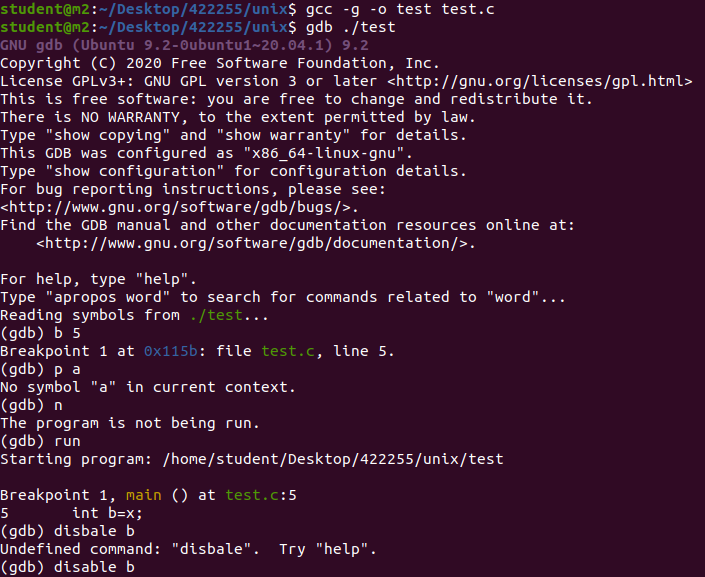 student@m2:~/Desktop/422255/unix$ gcc -g -o test test.c
student@m2:~/Desktop/422255/unix$ gdb ./test
GNU gdb (Ubuntu 9.2-0ubuntu1~20.04.1) 9.2
Copyright (C) 2020 Free Software Foundation, Inc.
License GPLv3+: GNU GPL version 3 or later <http://gnu.org/licenses/gpl.html>
This is free software: you are free to change and redistribute it.
There is NO WARRANTY, to the extent permitted by law.
Type "show copying" and "show warranty" for details.
This GDB was configured as "x86_64-linux-gnu".
Type "show configuration" for configuration details.
For bug reporting instructions, please see:
<http://www.gnu.org/software/gdb/bugs/>.
Find the GDB manual and other documentation resources online at:
    <http://www.gnu.org/software/gdb/documentation/>.

For help, type "help".
Type "apropos word" to search for commands related to "word"...
Reading symbols from ./test...
(gdb) b 5
Breakpoint 1 at 0x115b: file test.c, line 5.
(gdb) p a
No symbol "a" in current context.
(gdb) n
The program is not being run.
(gdb) run
Starting program: /home/student/Desktop/422255/unix/test

Breakpoint 1, main () at test.c:5
5       int b=x;
(gdb) disbale b
Undefined command: "disbale".  Try "help".
(gdb) disable b